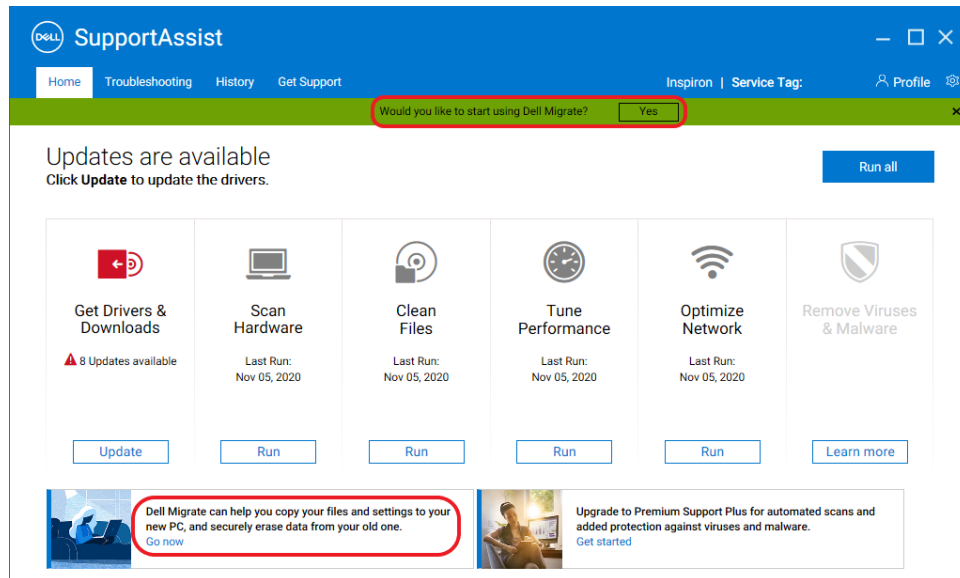 DELL SupportAssist
Home Troubleshooting History Get Support Inspiron | Service Tag: Profile
Would you like to start using Dell Migrate? Yes
Updates are available
Click Update to update the drivers.
Run all
Get Drivers &
Downloads
8 Updates available
Update
Scan
Hardware
Last Run:
Nov 05, 2020
Run
Clean
Files
Last Run:
Nov 05, 2020
Run
Tune
Performance
Last Run:
Nov 05, 2020
Run
Optimize
Network
Last Run:
Nov 05, 2020
Run
Remove Viruses
& Malware
Learn more
Dell Migrate can help you copy your files and settings to your
new PC, and securely erase data from your old one.
Go now
Upgrade to Premium Support Plus for automated scans and
added protection against viruses and malware.
Get started